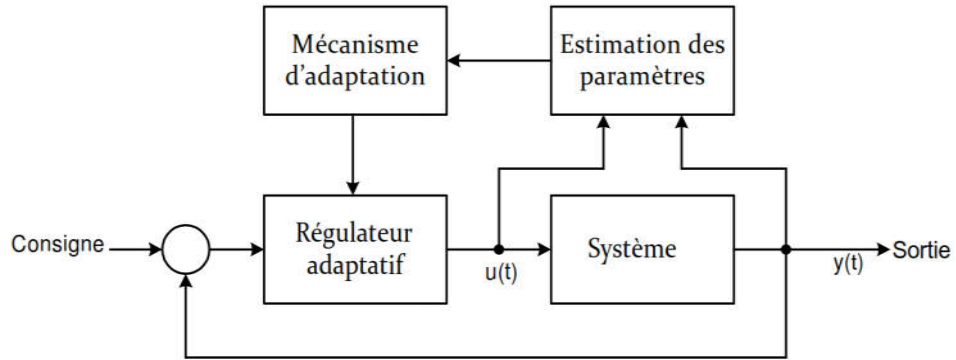 Mécanisme
d'adaptation
Estimation des
paramètres
Consigne
Régulateur
adaptatif
u(t)
Système
y(t)
Sortie